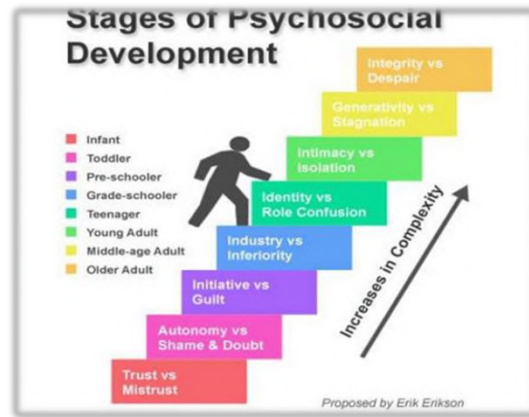 Stages of Psychosocial
Development
Integrity vs
Despair
Generativity vs
Stagnation
Intimacy vs
Isolation
Identity vs
Role Confusion
Industry vs
Inferiority
Initiative vs
Guilt
Autonomy vs
Shame & Doubt
Trust vs
Mistrust
Infant
Toddler
Pre-schooler
Grade-schooler
Teenager
Young Adult
Middle-age Adult
Older Adult
Increases in Complexity
Proposed by Erik Erikson